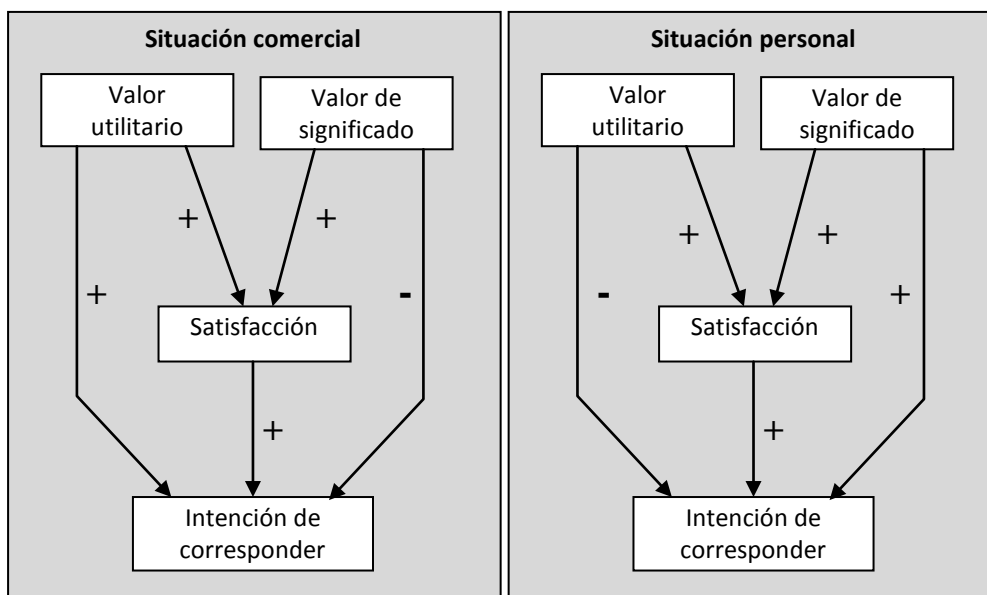 Situación comercial
Valor
utilitario
Valor de
significado
+
+
+
-
Satisfacción
+
Intención de
corresponder
Situación personal
Valor
utilitario
Valor de
significado
+
+
-
+
Satisfacción
+
Intención de
corresponder